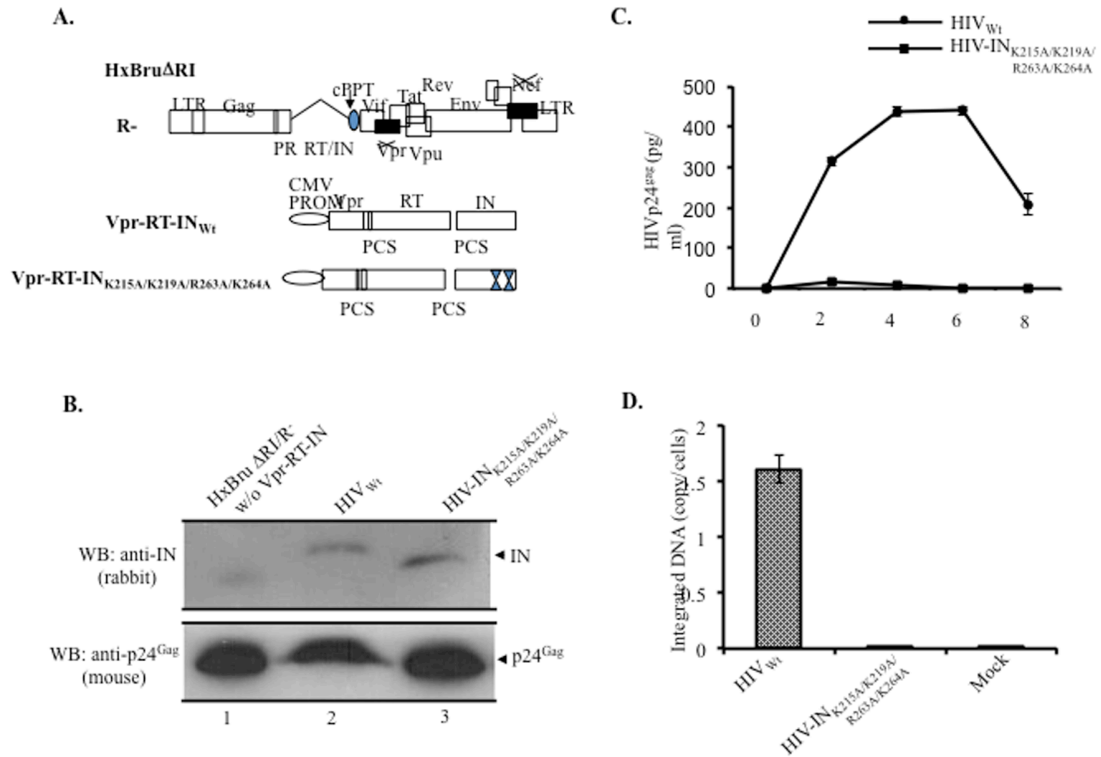 A.
HxBruΔRI
R-
LTR Gag cPPT Vif Tat Rev Env Nef LTR
PR RT/IN Vpr Vpu
CMV
PROM Vpr RT IN
Vpr-RT-INWt
PCS PCS
Vpr-RT-INK215A/K219A/R263A/K264A
PCS PCS
B.
HxBru ΔRI/R-
w/o Vpr-RT-IN
HIVWt
HIV-INK215A/K219A/
R263A/K264A
WB: anti-IN
(rabbit)
IN
WB: anti-p24Gag
(mouse)
p24Gag
1 2 3
C.
HIVWt
HIV-INK215A/K219A/
R263A/K264A
HIVp24gag (pg/
ml)
500
400
300
200
100
0
0 2 4 6 8
D.
Integrated DNA (copy/cells)
2
1.5
1
0.5
0
HIVWt
HIV-INK215A/K219A/
R263A/K264A
Mock